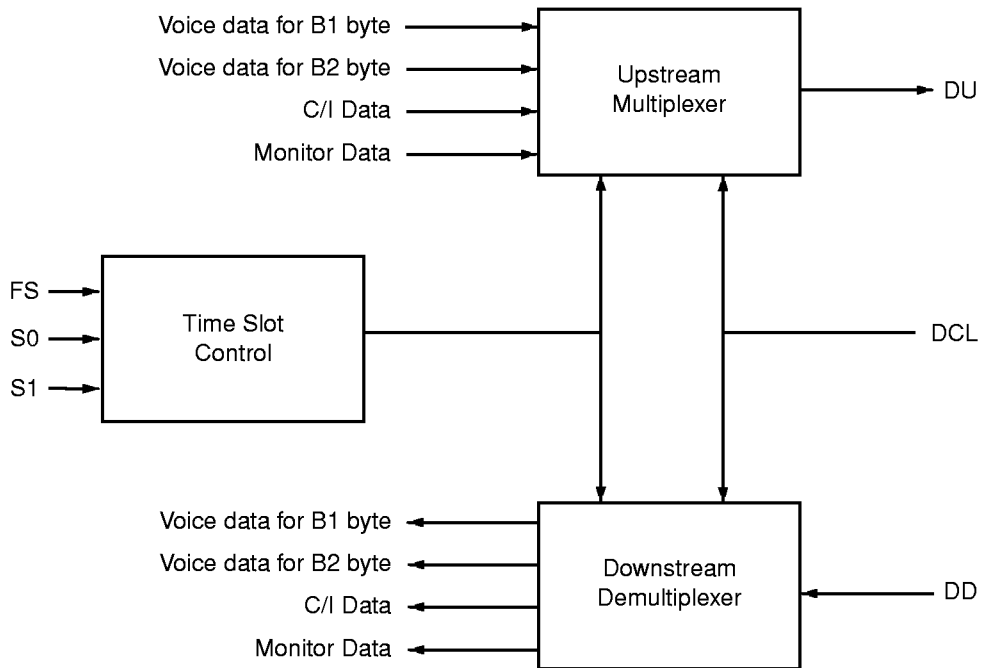 Voice data for B1 byte
Voice data for B2 byte
C/I Data
Monitor Data
Upstream
Multiplexer
DU
FS
S0
S1
Time Slot
Control
DCL
Voice data for B1 byte
Voice data for B2 byte
C/I Data
Monitor Data
Downstream
Demultiplexer
DD